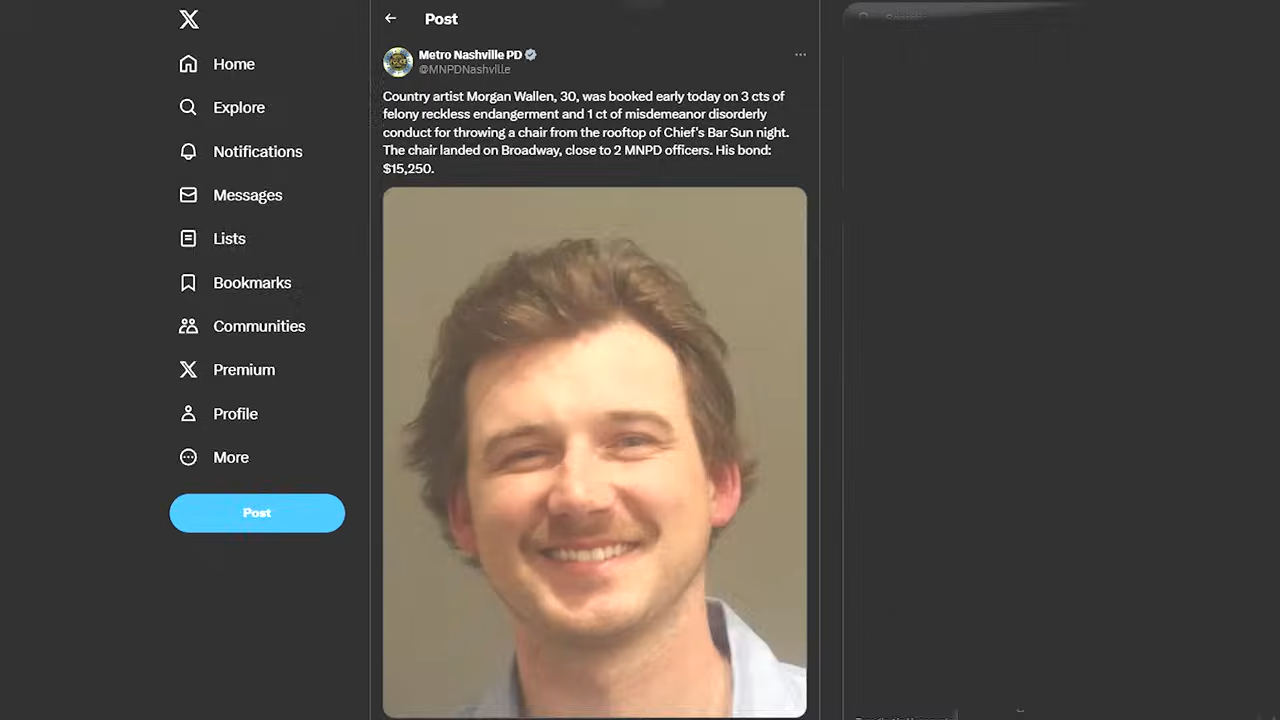 Home
Explore
Notifications
Messages
Lists
Bookmarks
Communities
Premium
Profile
More
Post
Post
Metro Nashville PD
@MNPDNashville
Country artist Morgan Wallen, 30, was booked early today on 3 cts of
felony reckless endangerment and 1 ct of misdemeanor disorderly
conduct for throwing a chair from the rooftop of Chief's Bar Sun night.
The chair landed on Broadway, close to 2 MNPD officers. His bond:
$15,250.